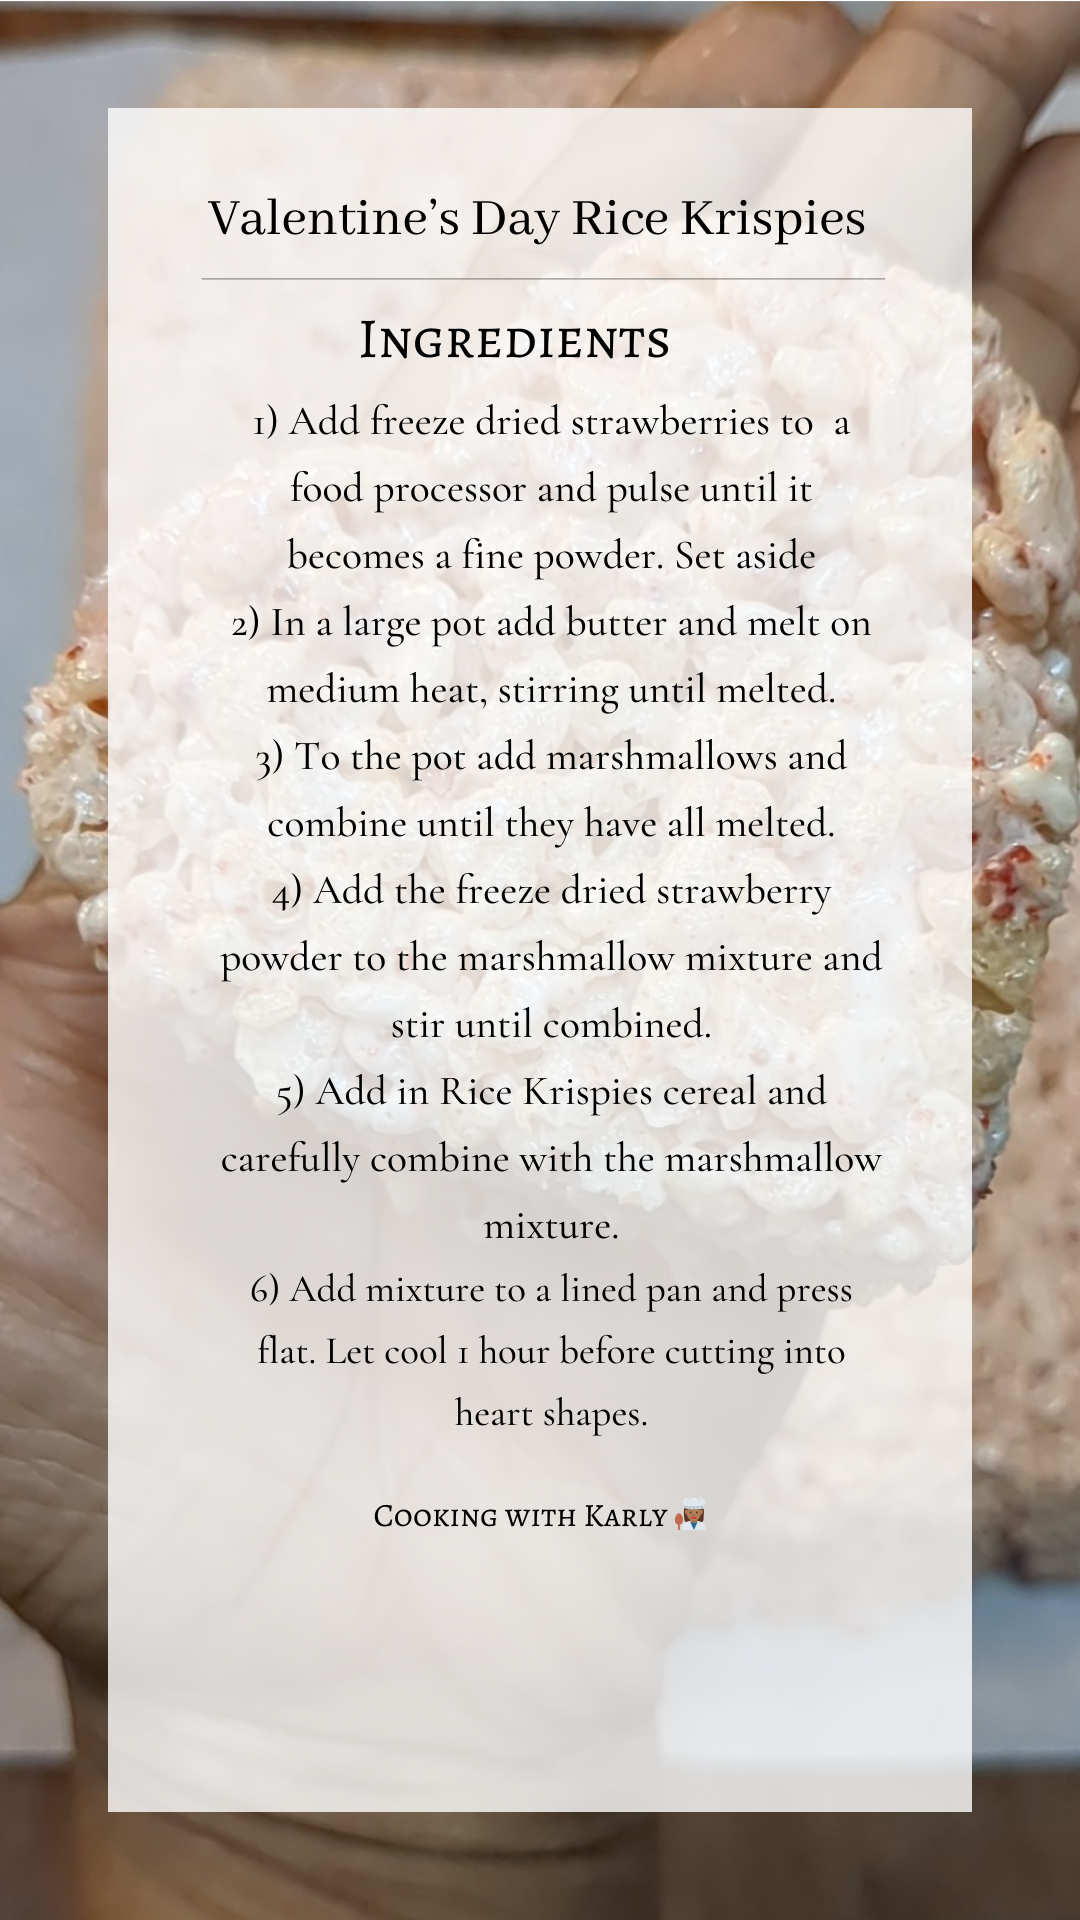 Valentine’s Day Rice Krispies
Ingredients
1) Add freeze dried strawberries to  a
food processor and pulse until it
becomes a fine powder. Set aside
2) In a large pot add butter and melt on
medium heat, stirring until melted.
3) To the pot add marshmallows and
combine until they have all melted.
4) Add the freeze dried strawberry
powder to the marshmallow mixture and
stir until combined.
5) Add in Rice Krispies cereal and
carefully combine with the marshmallow
mixture.
6) Add mixture to a lined pan and press
flat. Let cool 1 hour before cutting into
heart shapes.
Cooking with Karly 👩🏾‍🍳